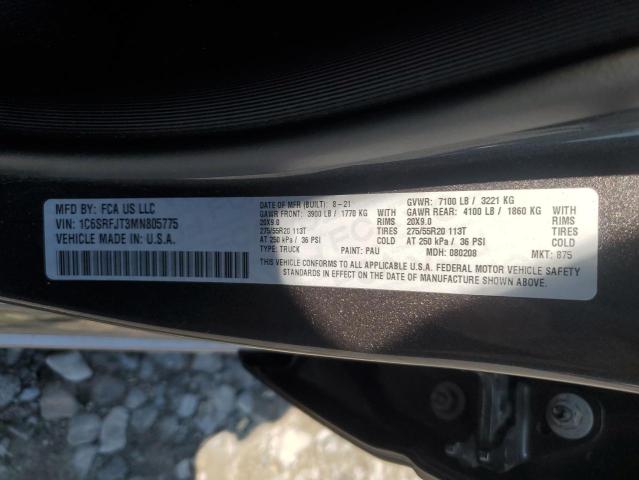 MFD BY: FCA US LLC
VIN: 1C6SRFJT3MN805775
VEHICLE MADE IN: U.S.A.
DATE OF MFR (BUILT): 8-21 GVWR: 7100 LB / 3221 KG
GAWR FRONT: 3900 LB / 1770 KG WITH GAWR REAR: 4100 LB / 1860 KG WITH
20X9.0 RIMS 20X9.0 RIMS
275/55R20 113T TIRES 275/55R20 113T TIRES
AT 250 kPa / 36 PSI COLD AT 250 kPa / 36 PSI COLD
TYPE: TRUCK PAINT: PAU MDH: 080208 MKT: 875
THIS VEHICLE CONFORMS TO ALL APPLICABLE U.S.A. FEDERAL MOTOR VEHICLE SAFETY
STANDARDS IN EFFECT ON THE DATE OF MANUFACTURE SHOWN ABOVE.